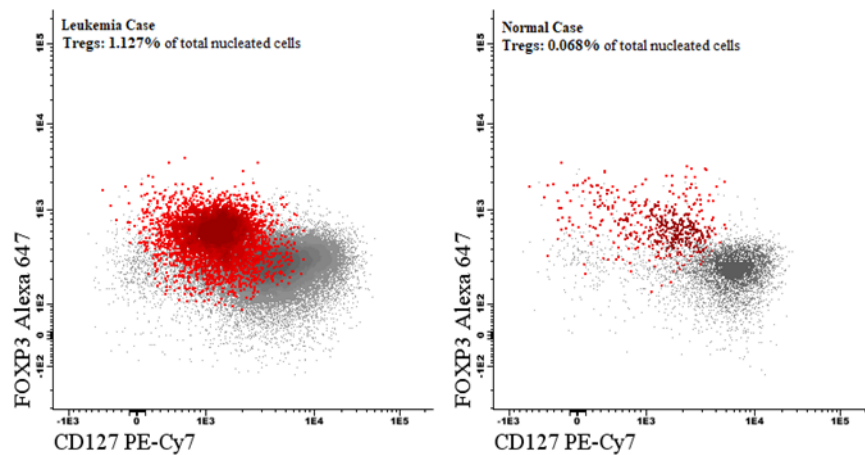 Leukemia Case
Tregs: 1.127% of total nucleated cells
1E5
1E4
1E3
1E2
0
-1E2
FOXP3 Alexa 647
-1E3
0
1E3
1E4
1E5
CD127 PE-Cy7
Normal Case
Tregs: 0.068% of total nucleated cells
1E5
1E4
1E3
1E2
0
-1E2
FOXP3 Alexa 647
-1E3
0
1E3
1E4
1E5
CD127 PE-Cy7